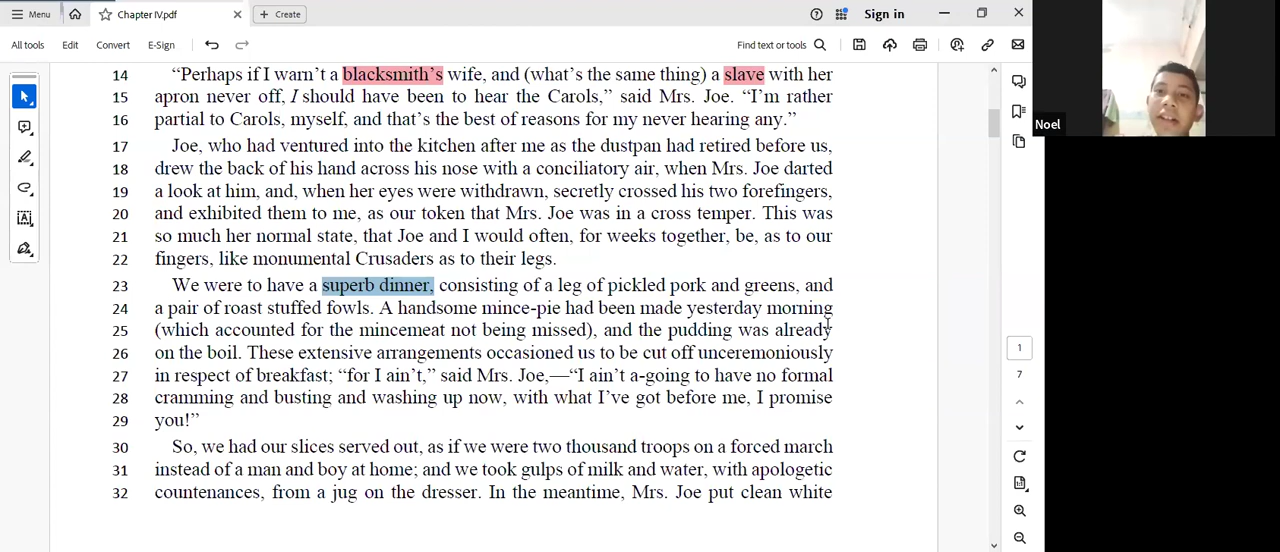 Menu
Chapter IV.pdf
Create
Sign in
All tools
Edit
Convert
E-Sign
Find text or tools
14 “Perhaps if I warn’t a blacksmith’s wife, and (what’s the same thing) a slave with her
15 apron never off, I should have been to hear the Carols,” said Mrs. Joe. “I’m rather
16 partial to Carols, myself, and that’s the best of reasons for my never hearing any.”
17 Joe, who had ventured into the kitchen after me as the dustpan had retired before us,
18 drew the back of his hand across his nose with a conciliatory air, when Mrs. Joe darted
19 a look at him, and, when her eyes were withdrawn, secretly crossed his two forefingers,
20 and exhibited them to me, as our token that Mrs. Joe was in a cross temper. This was
21 so much her normal state, that Joe and I would often, for weeks together, be, as to our
22 fingers, like monumental Crusaders as to their legs.
23 We were to have a superb dinner, consisting of a leg of pickled pork and greens, and
24 a pair of roast stuffed fowls. A handsome mince-pie had been made yesterday morning
25 (which accounted for the mincemeat not being missed), and the pudding was already
26 on the boil. These extensive arrangements occasioned us to be cut off unceremoniously
27 in respect of breakfast; “for I ain’t,” said Mrs. Joe,—“I ain’t a-going to have no formal
28 cramming and busting and washing up now, with what I’ve got before me, I promise
29 you!”
30 So, we had our slices served out, as if we were two thousand troops on a forced march
31 instead of a man and boy at home; and we took gulps of milk and water, with apologetic
32 countenances, from a jug on the dresser. In the meantime, Mrs. Joe put clean white
1
7
Noel